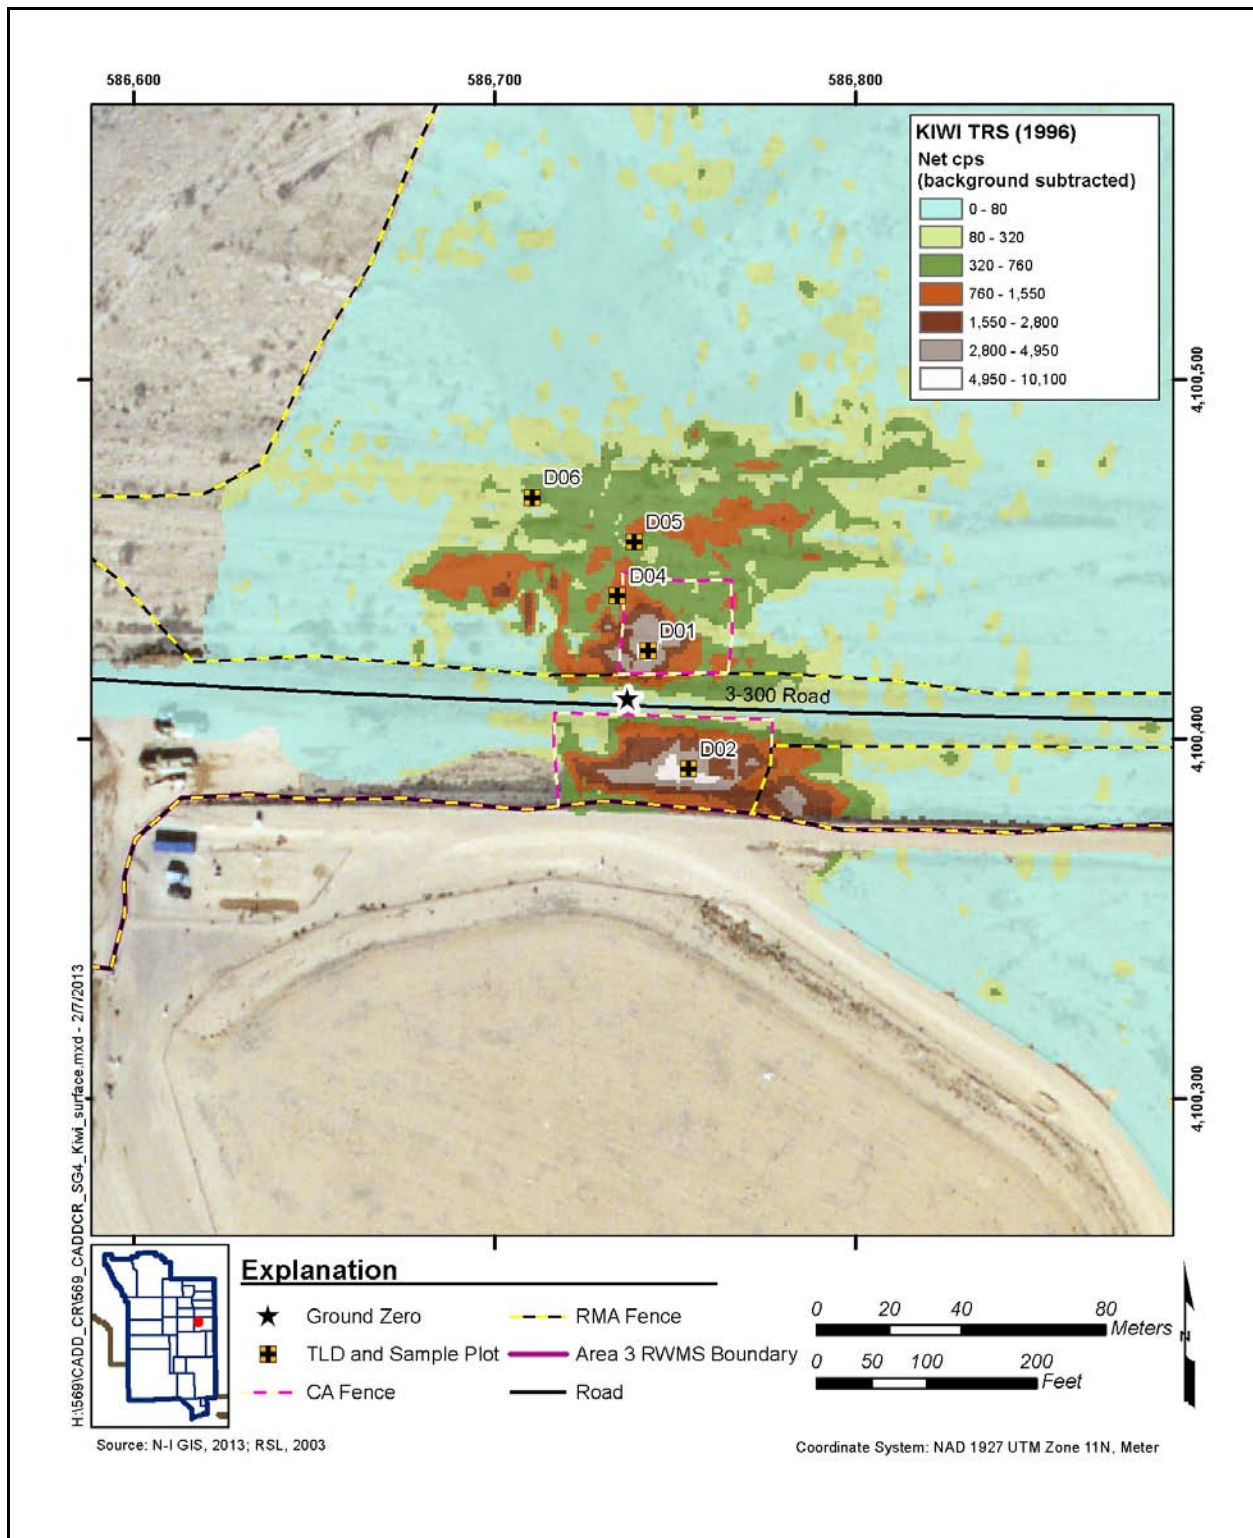 586,600
586,700
586,800
KIWI TRS (1996)
Net cps
(background subtracted)
0 - 80
80 - 320
320 - 760
760 - 1,550
1,550 - 2,800
2,800 - 4,950
4,950 - 10,100
4,100,500
D06
D05
D04
D01
3-300 Road
4,100,400
D02
4,100,300
H:\569\CADD_CR\569_CADDCR_SG4_Kiwi_surface.mxd - 2/7/2013
Explanation
Ground Zero
RMA Fence
TLD and Sample Plot
Area 3 RWMS Boundary
CA Fence
Road
0 20 40 80
Meters
0 50 100 200
Feet
N
Source: N-I GIS, 2013; RSL, 2003
Coordinate System: NAD 1927 UTM Zone 11N, Meter